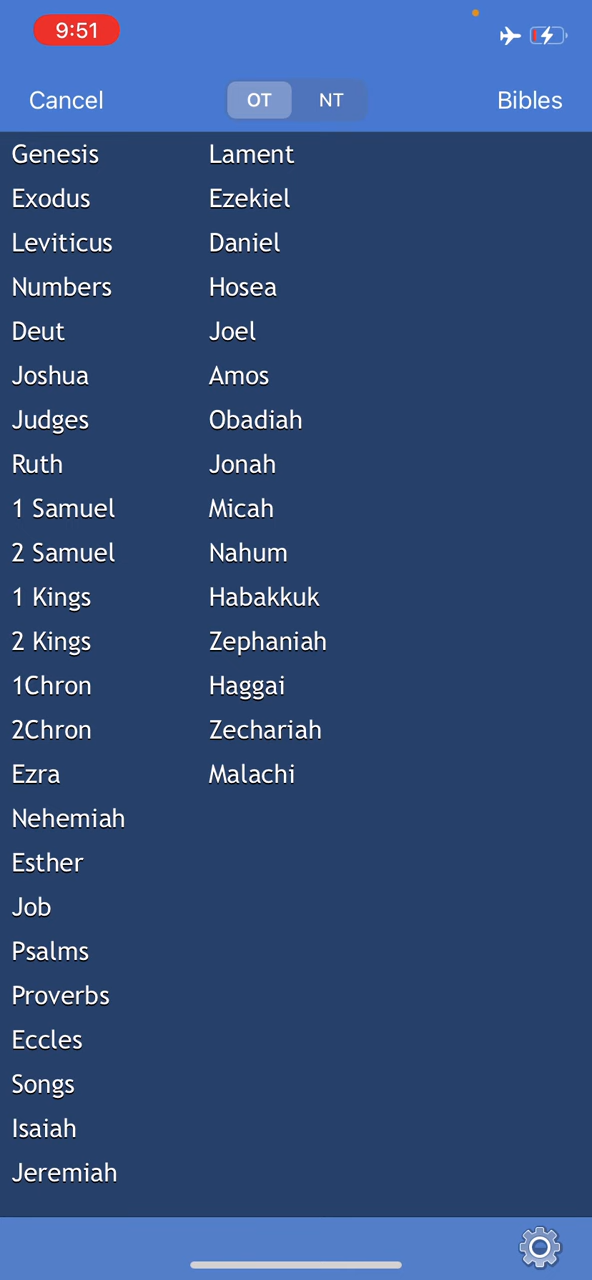 9:51
Cancel
OT
NT
Bibles
Genesis
Exodus
Leviticus
Numbers
Deut
Joshua
Judges
Ruth
1 Samuel
2 Samuel
1 Kings
2 Kings
1Chron
2Chron
Ezra
Nehemiah
Esther
Job
Psalms
Proverbs
Eccles
Songs
Isaiah
Jeremiah
Lament
Ezekiel
Daniel
Hosea
Joel
Amos
Obadiah
Jonah
Micah
Nahum
Habakkuk
Zephaniah
Haggai
Zechariah
Malachi